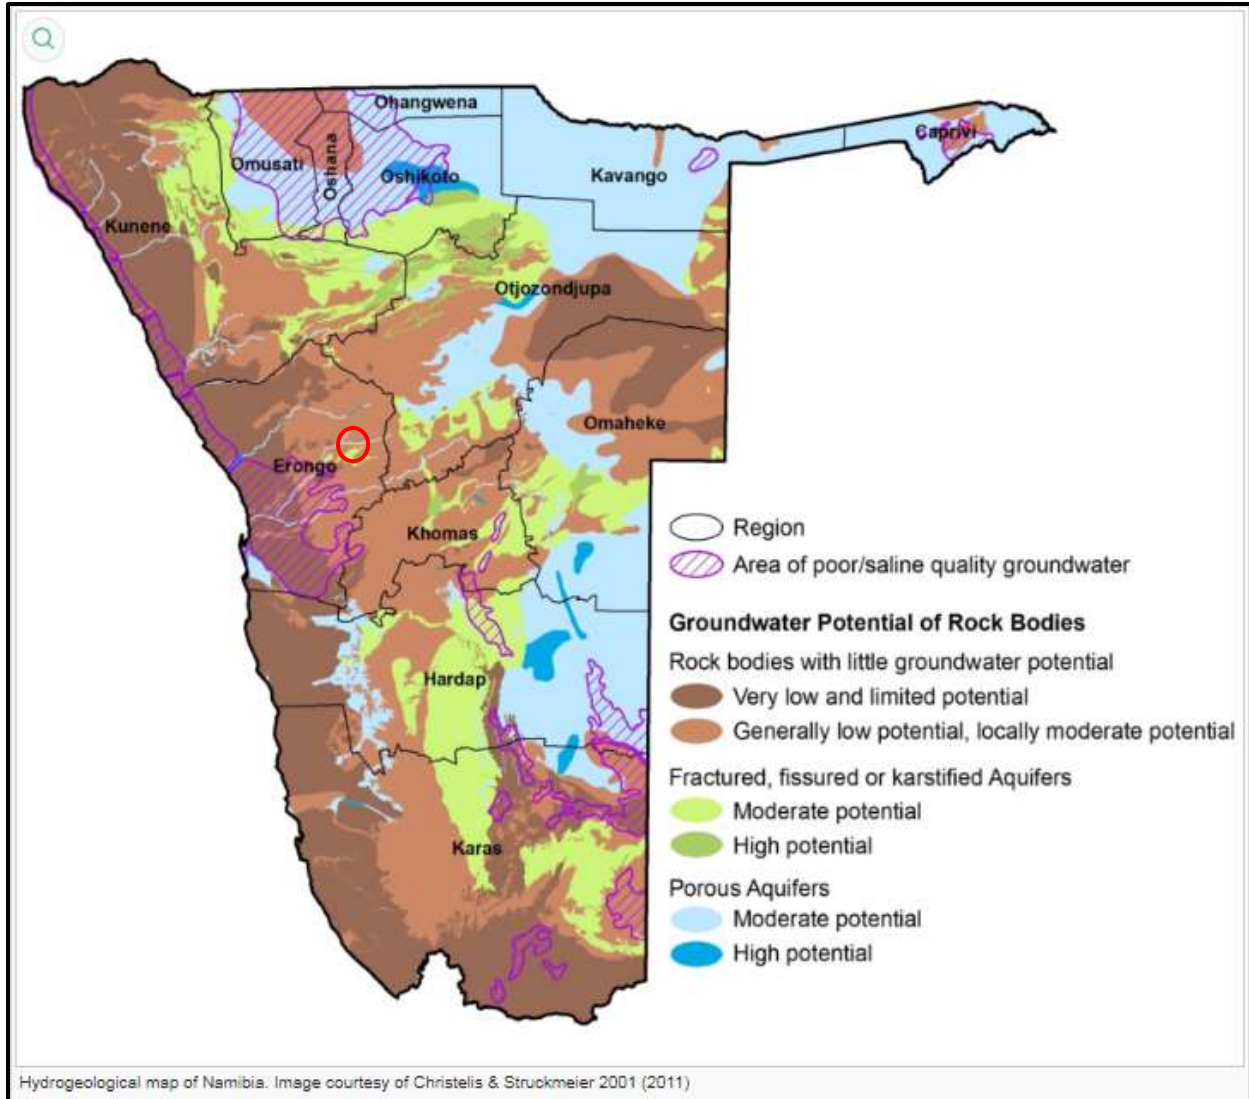 Ohangwena
Caprivi
Omusati
Oshana
Oshikoto
Kavango
Kunene
Otjozondjupa
Omaheke
Erongo
Khomas
Hardap
Karas
Region
Area of poor/saline quality groundwater
Groundwater Potential of Rock Bodies
Rock bodies with little groundwater potential
Very low and limited potential
Generally low potential, locally moderate potential
Fractured, fissured or karstified Aquifers
Moderate potential
High potential
Porous Aquifers
Moderate potential
High potential
Hydrogeological map of Namibia. Image courtesy of Christelis & Struckmeier 2001 (2011)